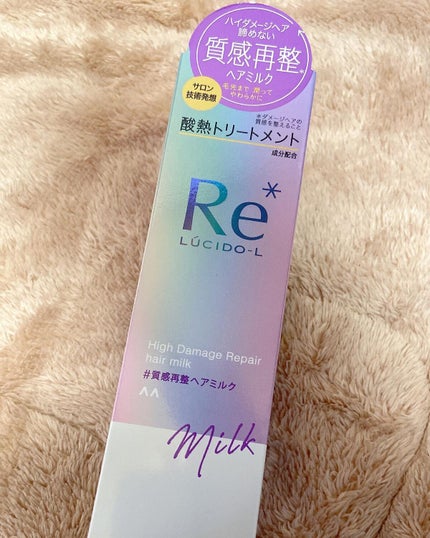 ハイダメージヘア
諦めない
質感再整*
ヘアミルク
毛先まで 潤って
やわらかに
サロン
技術発想
*ダメージヘアの
質感を整えること
酸熱トリートメント
成分配合
Re*
LÚCIDO-L
High Damage Repair
hair milk
#質感再整ヘアミルク
Milk